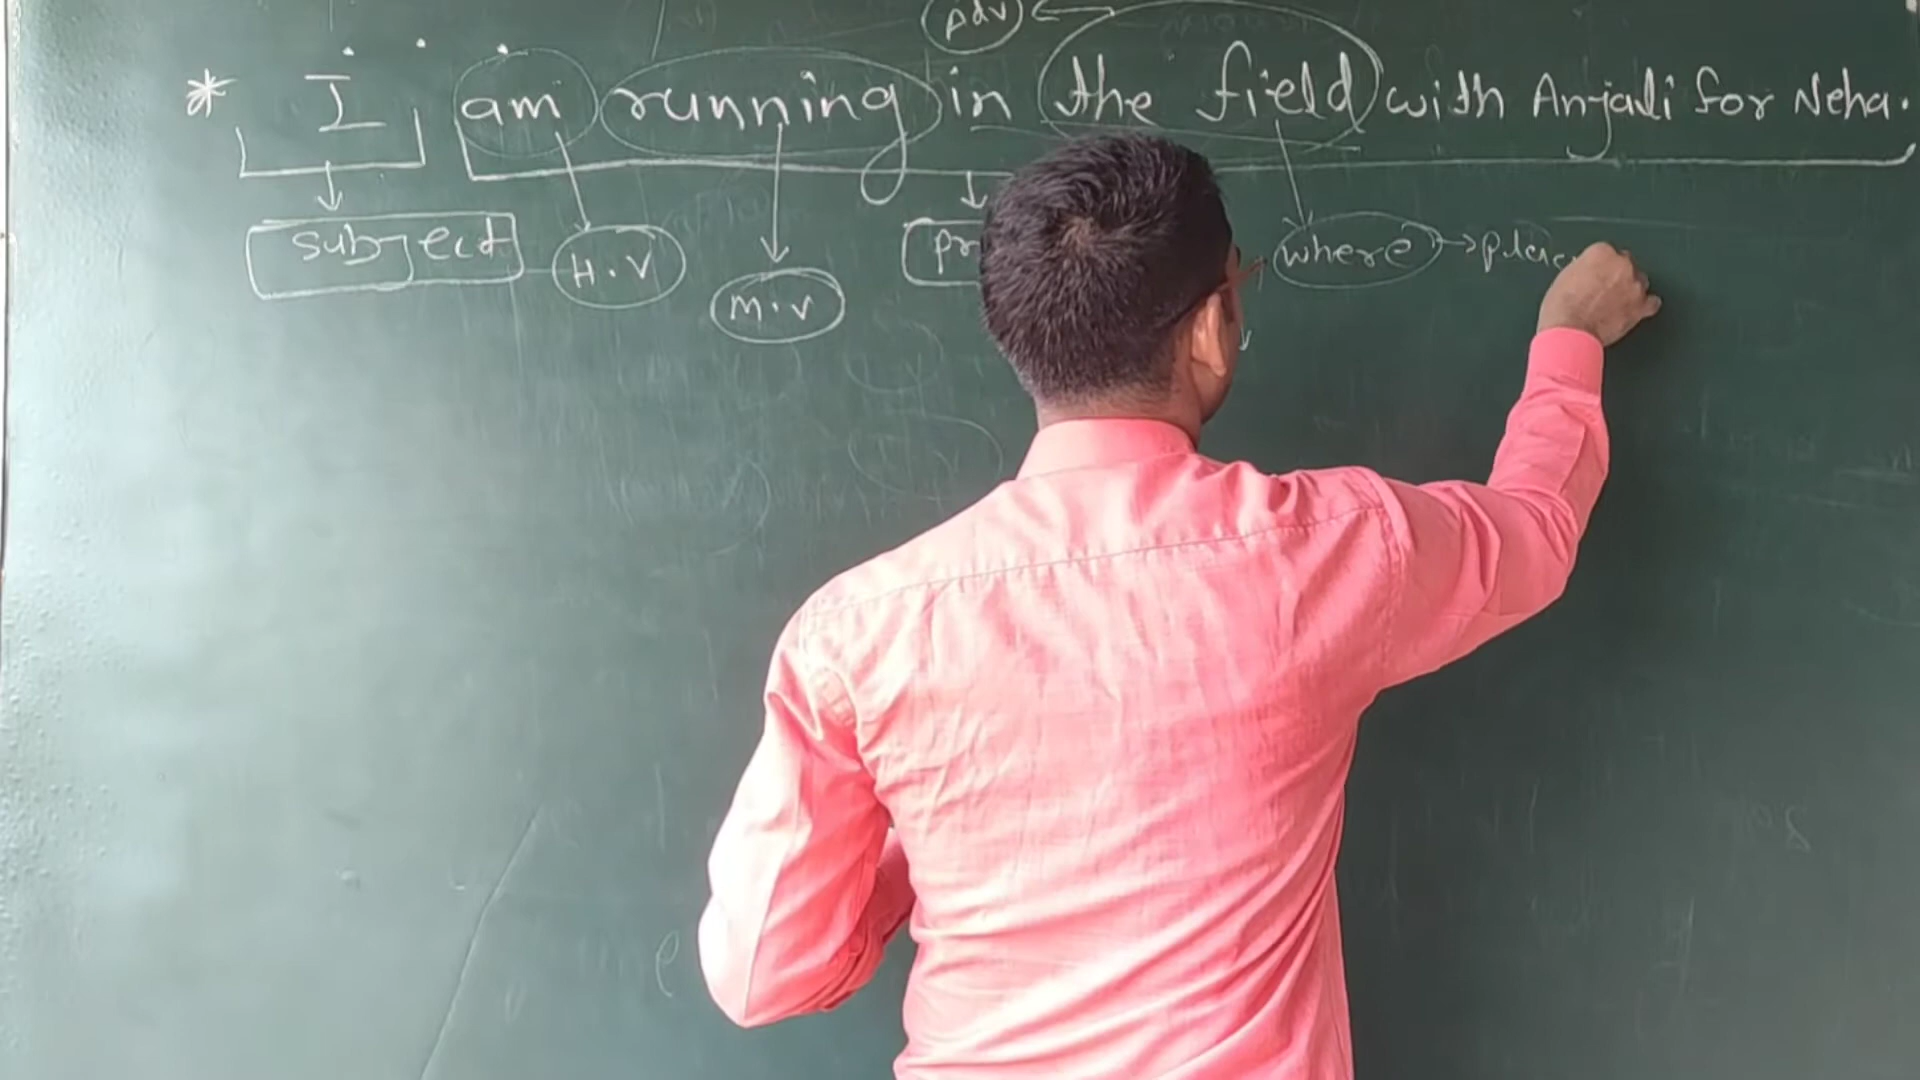 Adv
* I am running in the field with Anjali for Neha.
subject H.V M.V where